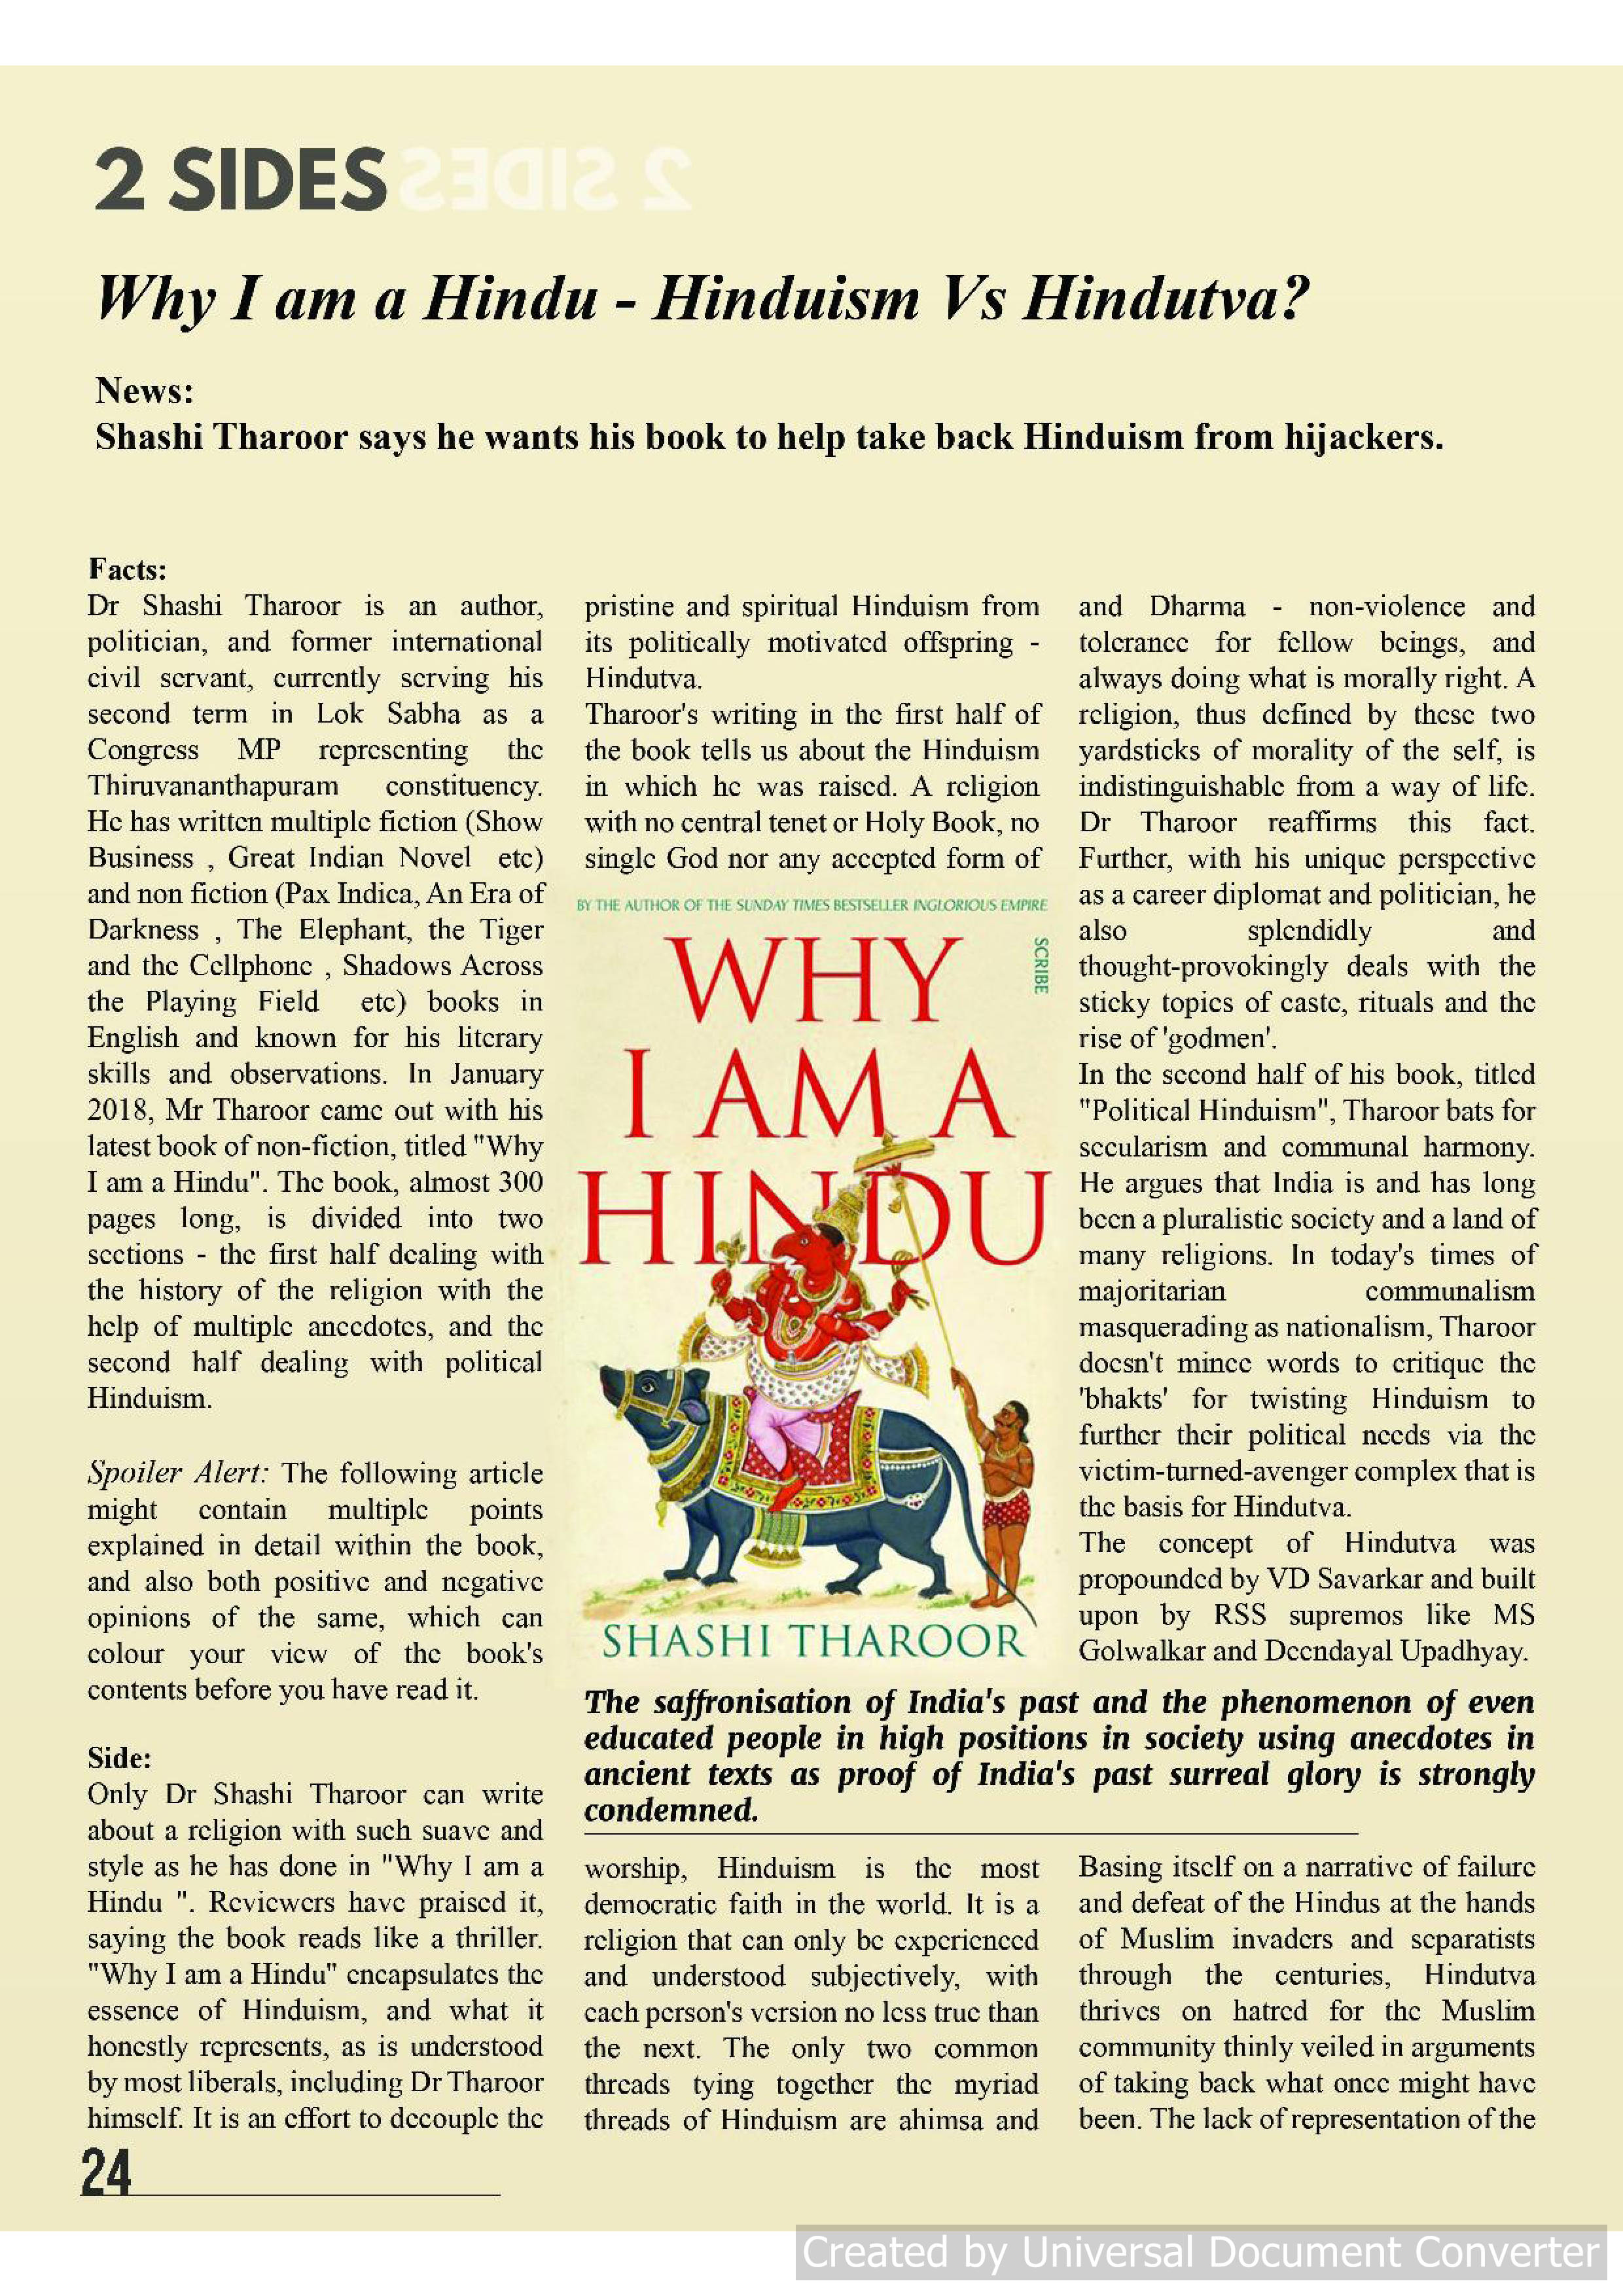 2 SIDES
2 SIDES
Why I am a Hindu - Hinduism Vs Hindutva?
News:
Shashi Tharoor says he wants his book to help take back Hinduism from hijackers.
Facts:
Dr Shashi Tharoor is an author,
politician, and former international
civil servant, currently serving his
second term in Lok Sabha as a
Congress MP representing the
Thiruvananthapuram constituency.
He has written multiple fiction (Show
Business , Great Indian Novel etc)
and non fiction (Pax Indica, An Era of
Darkness , The Elephant, the Tiger
and the Cellphone , Shadows Across
the Playing Field etc) books in
English and known for his literary
skills and observations. In January
2018, Mr Tharoor came out with his
latest book of non-fiction, titled "Why
I am a Hindu". The book, almost 300
pages long, is divided into two
sections - the first half dealing with
the history of the religion with the
help of multiple anecdotes, and the
second half dealing with political
Hinduism.
Spoiler Alert: The following article
might contain multiple points
explained in detail within the book,
and also both positive and negative
opinions of the same, which can
colour your view of the book's
contents before you have read it.
Side:
Only Dr Shashi Tharoor can write
about a religion with such suave and
style as he has done in "Why I am a
Hindu ". Reviewers have praised it,
saying the book reads like a thriller.
"Why I am a Hindu" encapsulates the
essence of Hinduism, and what it
honestly represents, as is understood
by most liberals, including Dr Tharoor
himself. It is an effort to decouple the
pristine and spiritual Hinduism from
its politically motivated offspring -
Hindutva.
Tharoor's writing in the first half of
the book tells us about the Hinduism
in which he was raised. A religion
with no central tenet or Holy Book, no
single God nor any accepted form of
BY THE AUTHOR OF THE SUNDAY TIMES BESTSELLER INGLORIOUS EMPIRE
WHY
I AM A
HINDU
SCRIBE
SHASHI THAROOR
The saffronisation of India's past and the phenomenon of even
educated people in high positions in society using anecdotes in
ancient texts as proof of India's past surreal glory is strongly
condemned.
worship, Hinduism is the most
democratic faith in the world. It is a
religion that can only be experienced
and understood subjectively, with
each person's version no less true than
the next. The only two common
threads tying together the myriad
threads of Hinduism are ahimsa and
and Dharma - non-violence and
tolerance for fellow beings, and
always doing what is morally right. A
religion, thus defined by these two
yardsticks of morality of the self, is
indistinguishable from a way of life.
Dr Tharoor reaffirms this fact.
Further, with his unique perspective
as a career diplomat and politician, he
also splendidly and
thought-provokingly deals with the
sticky topics of caste, rituals and the
rise of 'godmen'.
In the second half of his book, titled
"Political Hinduism", Tharoor bats for
secularism and communal harmony.
He argues that India is and has long
been a pluralistic society and a land of
many religions. In today's times of
majoritarian communalism
masquerading as nationalism, Tharoor
doesn't mince words to critique the
'bhakts' for twisting Hinduism to
further their political needs via the
victim-turned-avenger complex that is
the basis for Hindutva.
The concept of Hindutva was
propounded by VD Savarkar and built
upon by RSS supremos like MS
Golwalkar and Deendayal Upadhyay.
Basing itself on a narrative of failure
and defeat of the Hindus at the hands
of Muslim invaders and separatists
through the centuries, Hindutva
thrives on hatred for the Muslim
community thinly veiled in arguments
of taking back what once might have
been. The lack of representation of the
24
Created by Universal Document Converter